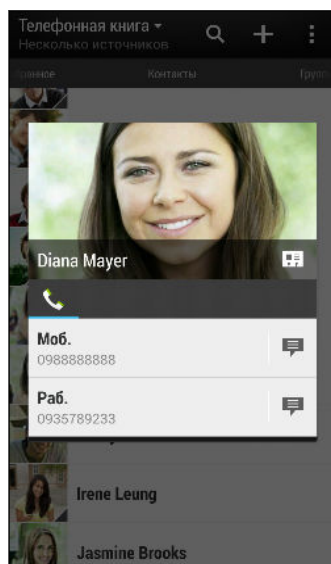 Телефонная книга
Несколько источников
Контакты
Diana Mayer
Моб.
0988888888
Раб.
0935789233
Irene Leung
Jasmine Brooks